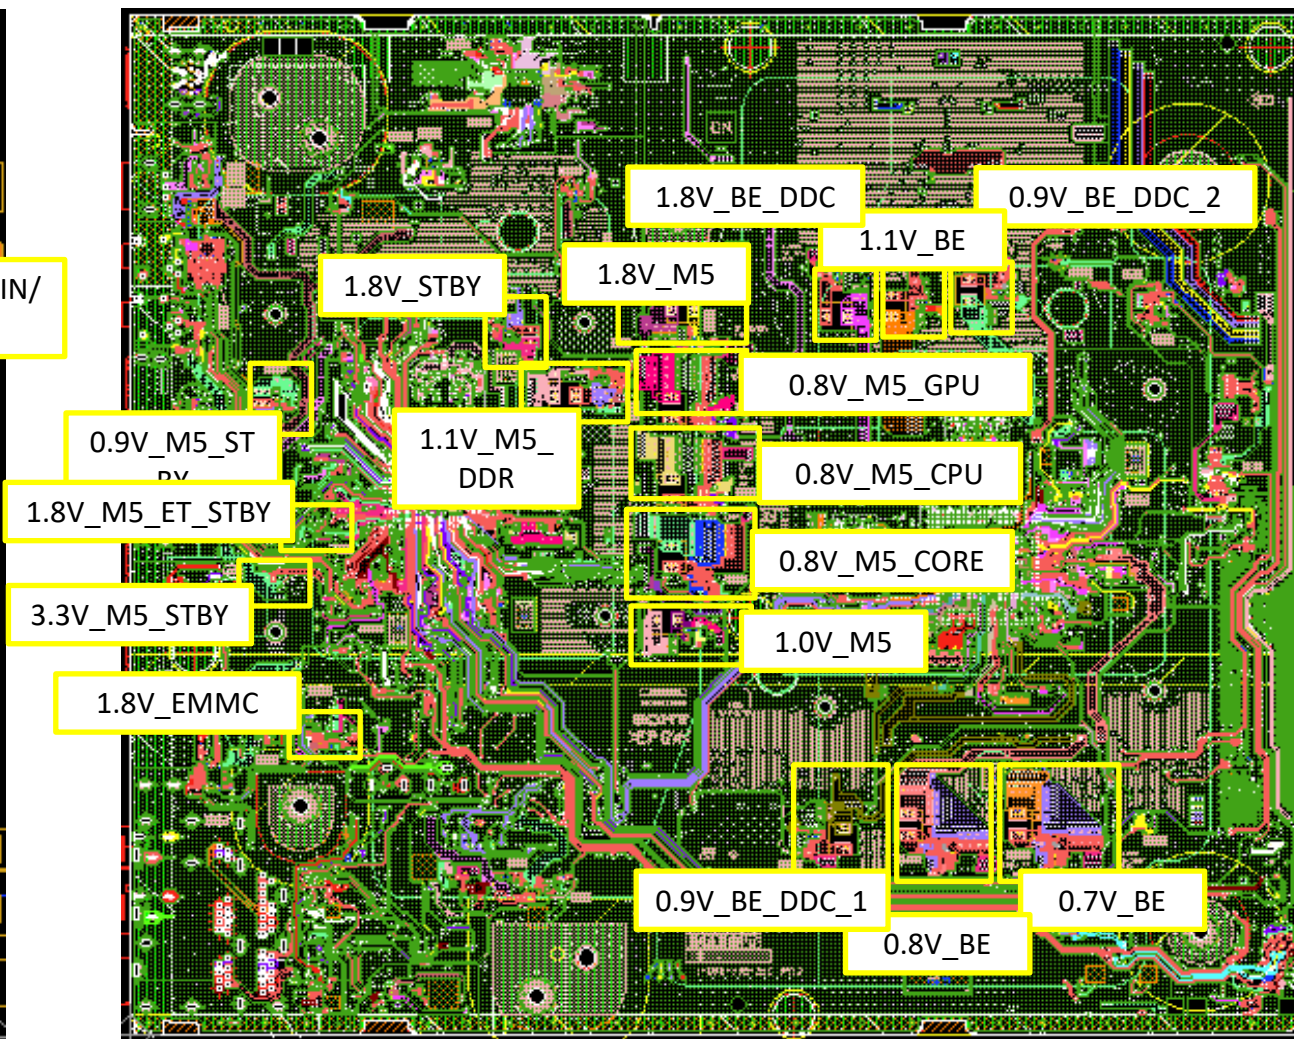 1.8V_BE_DDC
0.9V_BE_DDC_2
1.1V_BE
IN/
1.8V_STBY
1.8V_M5
0.8V_M5_GPU
0.9V_M5_ST
BY
1.1V_M5_
DDR
0.8V_M5_CPU
1.8V_M5_ET_STBY
0.8V_M5_CORE
3.3V_M5_STBY
1.0V_M5
1.8V_EMMC
0.9V_BE_DDC_1
0.7V_BE
0.8V_BE